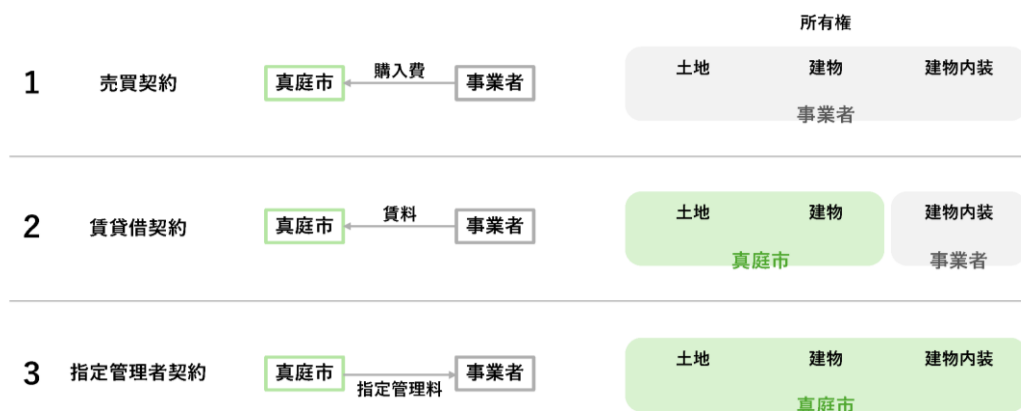 所有権
1 売買契約 真庭市 購入費 事業者 土地 建物 建物内装
事業者
2 賃貸借契約 真庭市 賃料 事業者 土地 建物 建物内装
真庭市 事業者
3 指定管理者契約 真庭市 指定管理料 事業者 土地 建物 建物内装
真庭市